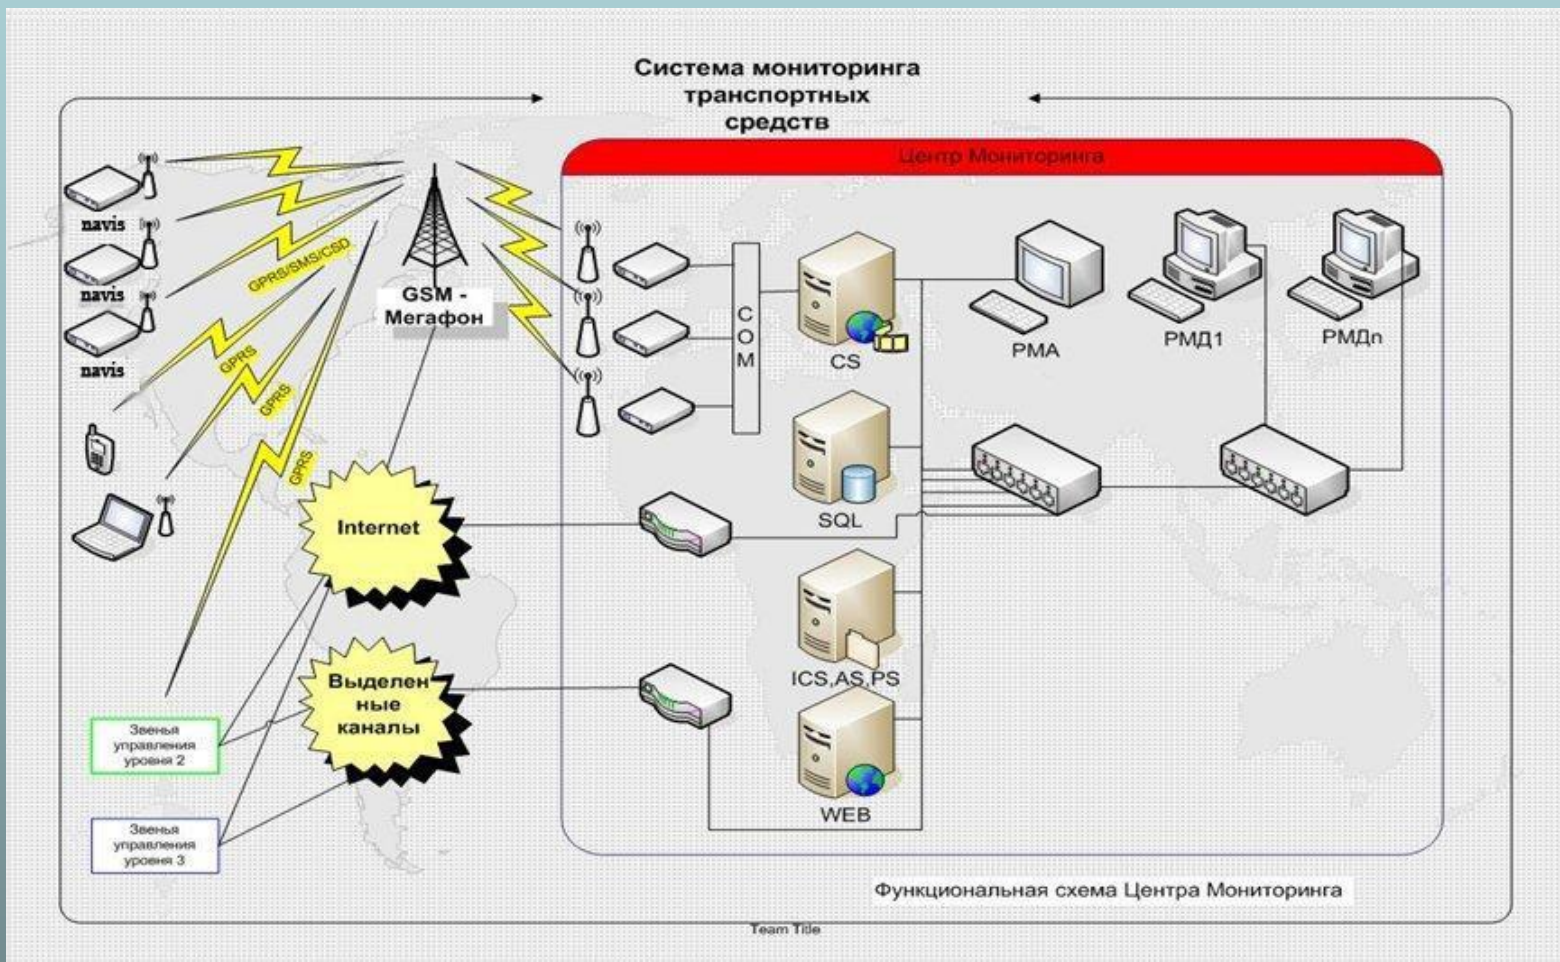 Система мониторинга
транспортных
средств
Центр Мониторинга
navis
navis
navis
GPRS/SMS/CSD
GPRS
GPRS
GPRS
GSM -
Мегафон
C
O
M
CS
РМА
РМД1
РМДn
SQL
ICS,AS,PS
WEB
Internet
Выделен
ные
каналы
Звенья
управления
уровня 2
Звенья
управления
уровня 3
Функциональная схема Центра Мониторинга
Team Title